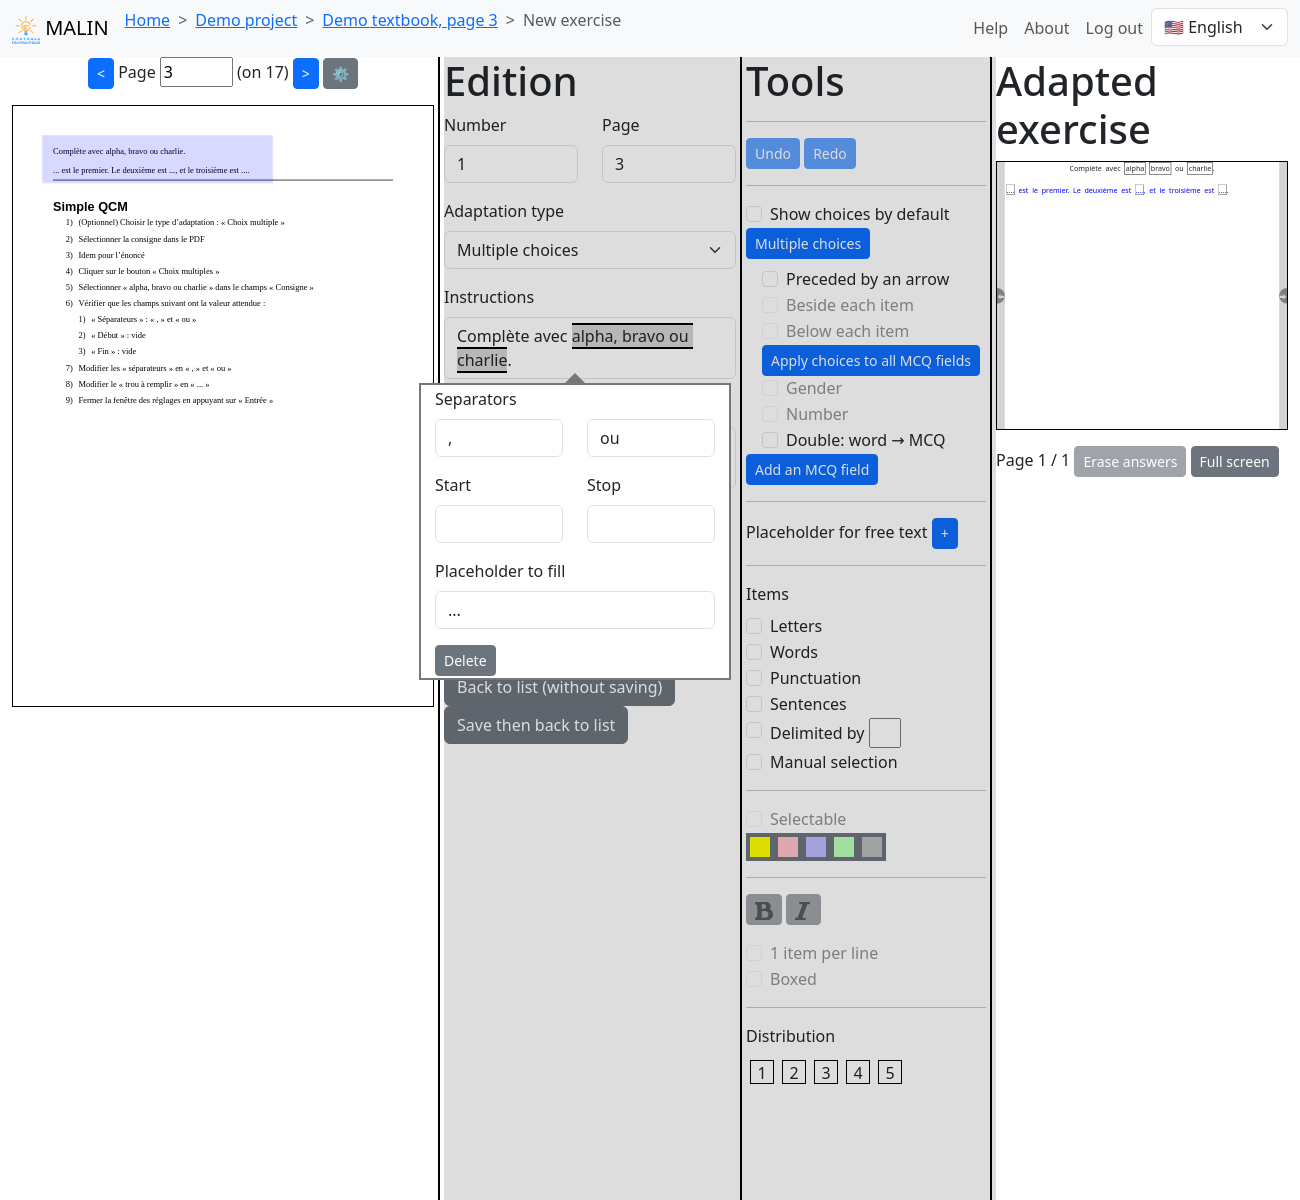 MALIN
Home > Demo project > Demo textbook, page 3 > New exercise
Help About Log out 🇺🇸 English
< Page 3 (on 17) > ⚙️
Complète avec alpha, bravo ou charlie.
... est le premier. Le deuxième est ..., et le troisième est ....
Simple QCM
1) (Optionnel) Choisir le type d’adaptation : « Choix multiple »
2) Sélectionner la consigne dans le PDF
3) Idem pour l’énoncé
4) Cliquer sur le bouton « Choix multiples »
5) Sélectionner « alpha, bravo ou charlie » dans le champs « Consigne »
6) Vérifier que les champs suivant ont la valeur attendue :
1) « Séparateurs » : « , » et « ou »
2) « Début » : vide
3) « Fin » : vide
7) Modifier les « séparateurs » en « , » et « ou »
8) Modifier le « trou à remplir » en « ... »
9) Fermer la fenêtre des réglages en appuyant sur « Entrée »
Edition
Number Page
1 3
Adaptation type
Multiple choices
Instructions
Complète avec alpha, bravo ou
charlie.
Separators
, ou
Start Stop
Placeholder to fill
...
Delete
Back to list (without saving)
Save then back to list
Tools
Undo Redo
Show choices by default
Multiple choices
Preceded by an arrow
Beside each item
Below each item
Apply choices to all MCQ fields
Gender
Number
Double: word → MCQ
Add an MCQ field
Placeholder for free text +
Items
Letters
Words
Punctuation
Sentences
Delimited by
Manual selection
Selectable
B I
1 item per line
Boxed
Distribution
1 2 3 4 5
Adapted
exercise
Complète avec alpha bravo ou charlie.
... est le premier. Le deuxième est ..., et le troisième est ....
Page 1 / 1 Erase answers Full screen